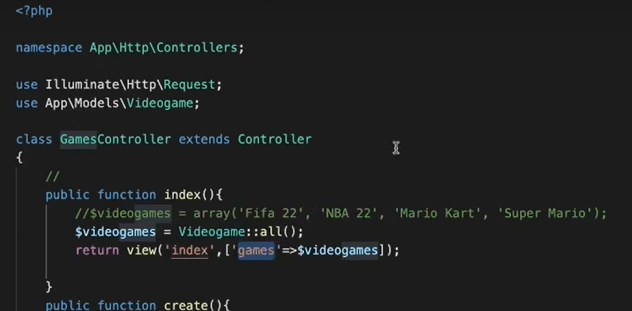 <?php
namespace App\Http\Controllers;
use Illuminate\Http\Request;
use App\Models\Videogame;
class GamesController extends Controller
{
//
public function index(){
//$videogames = array('Fifa 22', 'NBA 22', 'Mario Kart', 'Super Mario');
$videogames = Videogame::all();
return view('index',['games'=>$videogames]);
}
public function create(){